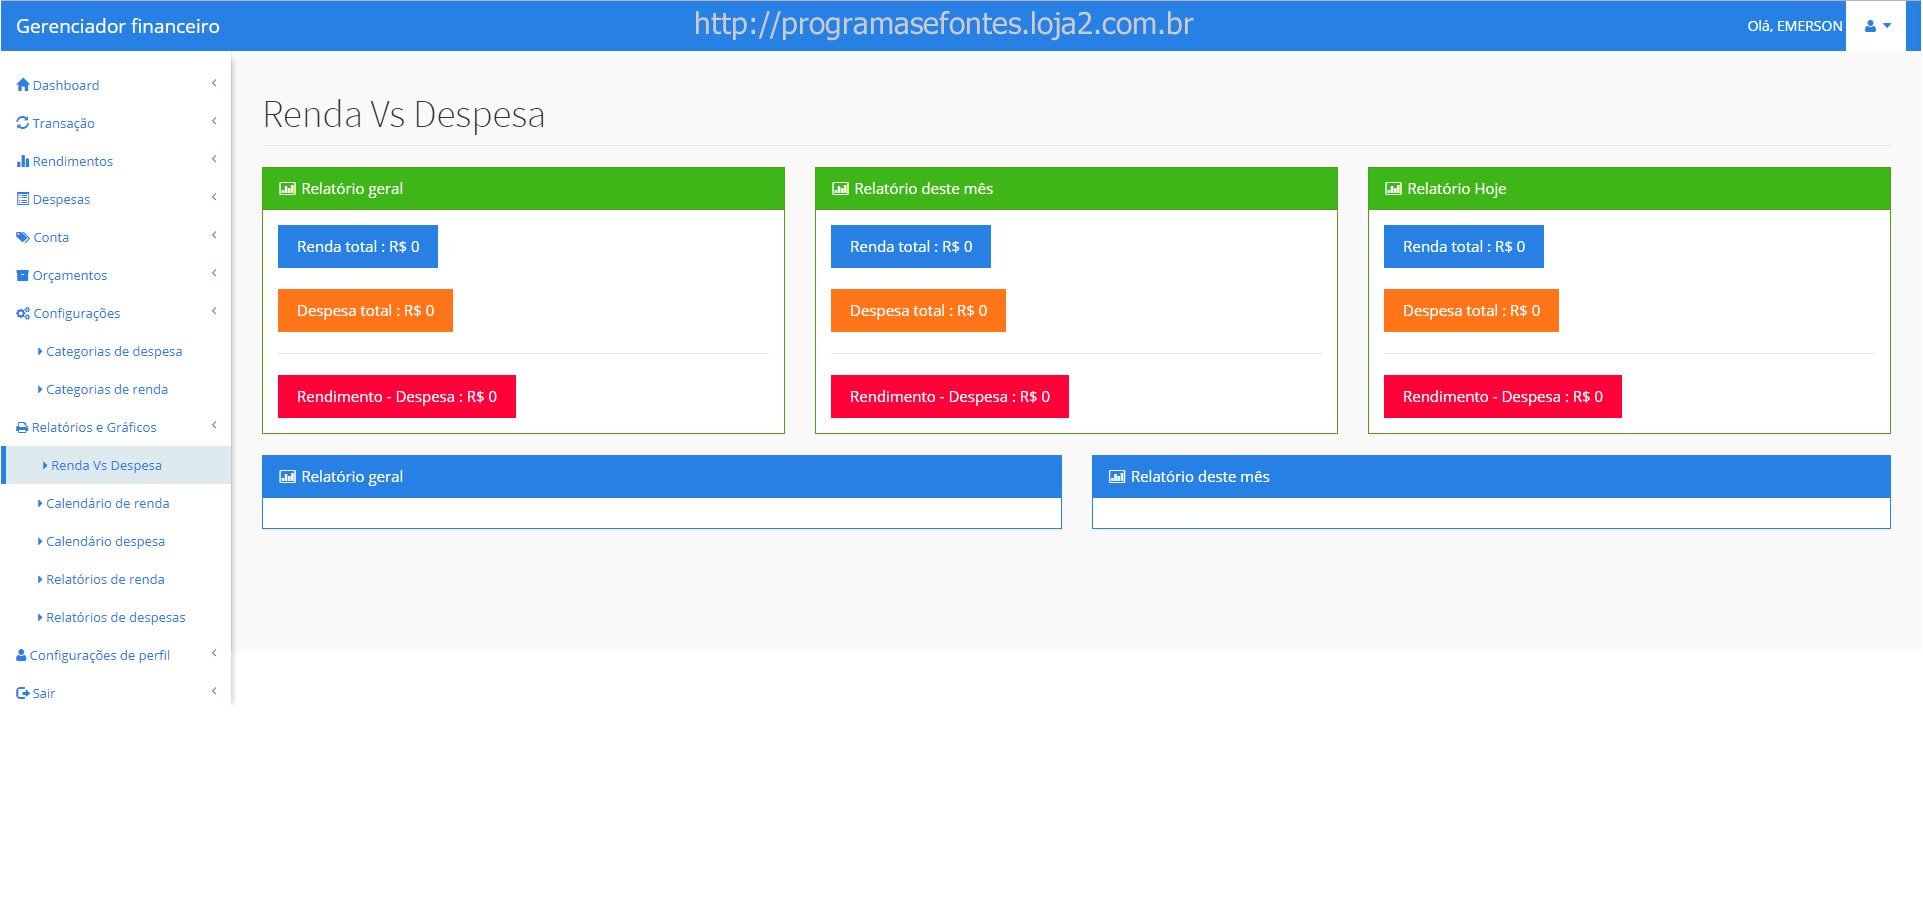 Gerenciador financeiro
http://programasefontes.loja2.com.br
Olá, EMERSON
Dashboard
Transação
Rendimentos
Despesas
Conta
Orçamentos
Configurações
Categorias de despesa
Categorias de renda
Relatórios e Gráficos
Renda Vs Despesa
Calendário de renda
Calendário despesa
Relatórios de renda
Relatórios de despesas
Configurações de perfil
Sair
Renda Vs Despesa
Relatório geral
Renda total : R$ 0
Despesa total : R$ 0
Rendimento - Despesa : R$ 0
Relatório deste mês
Renda total : R$ 0
Despesa total : R$ 0
Rendimento - Despesa : R$ 0
Relatório Hoje
Renda total : R$ 0
Despesa total : R$ 0
Rendimento - Despesa : R$ 0
Relatório geral
Relatório deste mês